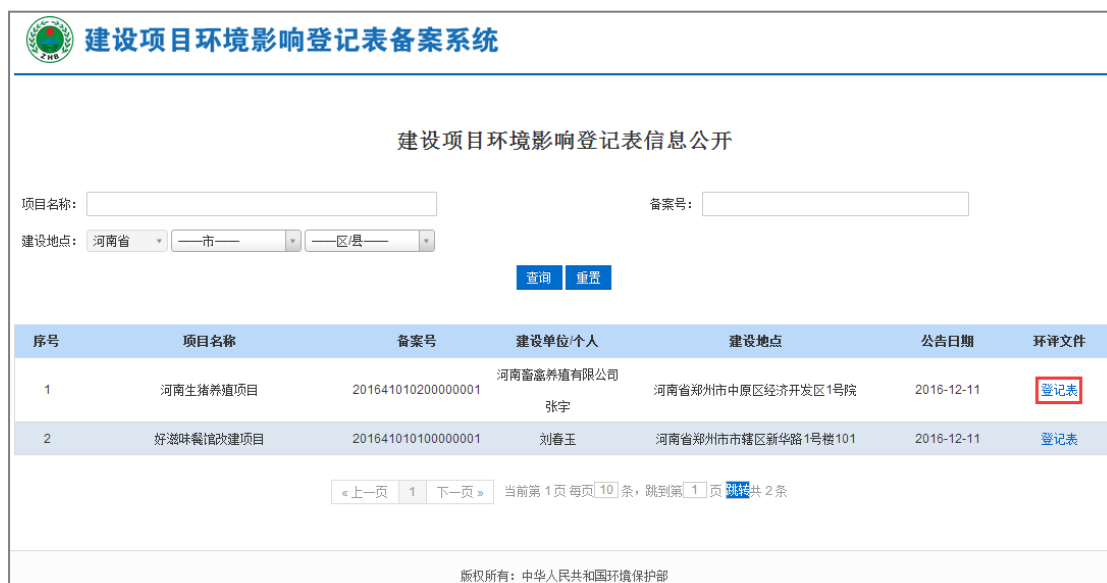 ZHB
建设项目环境影响登记表备案系统
建设项目环境影响登记表信息公开
项目名称： 备案号：
建设地点： 河南省 ——市—— ——区/县——
查询 重置
序号 项目名称 备案号 建设单位/个人 建设地点 公告日期 环评文件
1 河南生猪养殖项目 201641010200000001 河南畜禽养殖有限公司 张宇 河南省郑州市中原区经济开发区1号院 2016-12-11 登记表
2 好滋味餐馆改建项目 201641010100000001 刘春玉 河南省郑州市市辖区新华路1号楼101 2016-12-11 登记表
«上一页 1 下一页» 当前第 1 页 每页 10 条，跳到第 1 页 跳转共 2 条
版权所有：中华人民共和国环境保护部